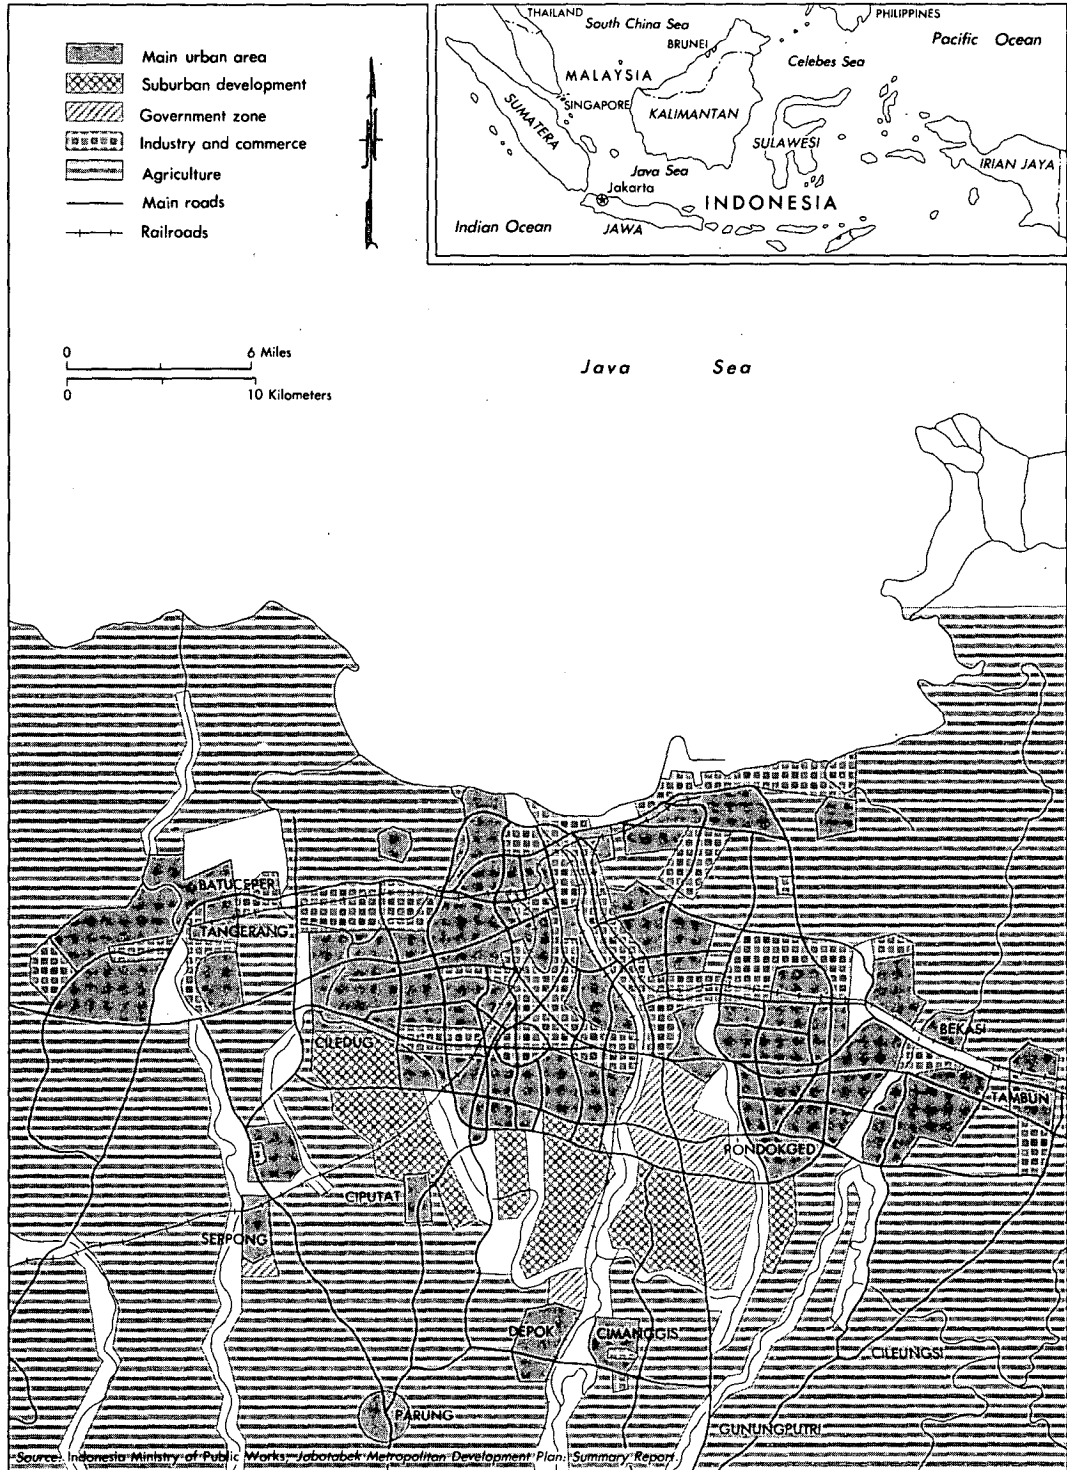 Main urban area
Suburban development
Government zone
Industry and commerce
Agriculture
Main roads
Railroads
THAILAND
South China Sea
PHILIPPINES
BRUNEI
Pacific Ocean
Celebes Sea
MALAYSIA
SINGAPORE
KALIMANTAN
SUMATERA
SULAWESI
IRIAN JAYA
Java Sea
Jakarta
INDONESIA
Indian Ocean
JAWA
0 6 Miles
0 10 Kilometers
Java Sea
BATUCEPER
TANGERANG
CILEDUG
BEKASI
TAMBUN
PONDOKGED
CIPUTAT
SERPONG
DEPOK
CIMANGGIS
CILEUNGSI
PARUNG
GUNUNGPUTRI
Source: Indonesia Ministry of Public Works, Jabotabek Metropolitan Development Plan: Summary Report.